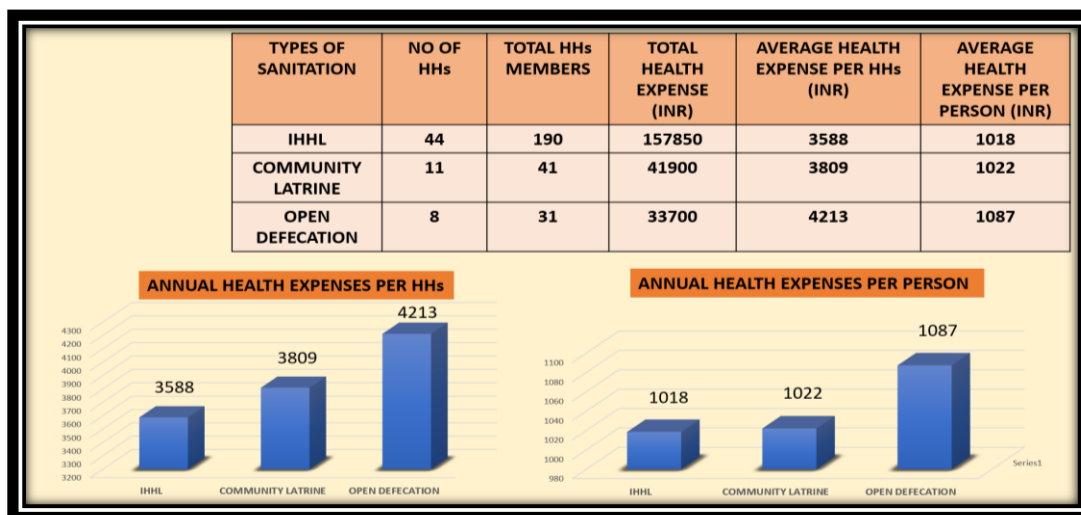 TYPES OF SANITATION NO OF HHs TOTAL HHs MEMBERS TOTAL HEALTH EXPENSE (INR) AVERAGE HEALTH EXPENSE PER HHs (INR) AVERAGE HEALTH EXPENSE PER PERSON (INR)
IHHL 44 190 157850 3588 1018
COMMUNITY LATRINE 11 41 41900 3809 1022
OPEN DEFECATION 8 31 33700 4213 1087
ANNUAL HEALTH EXPENSES PER HHs
4300
4200
4100
4000
3900
3800
3700
3600
3500
3400
3300
3200
3588
3809
4213
IHHL COMMUNITY LATRINE OPEN DEFECATION
ANNUAL HEALTH EXPENSES PER PERSON
1100
1080
1060
1040
1020
1000
980
1018
1022
1087
IHHL COMMUNITY LATRINE OPEN DEFECATION
Series1